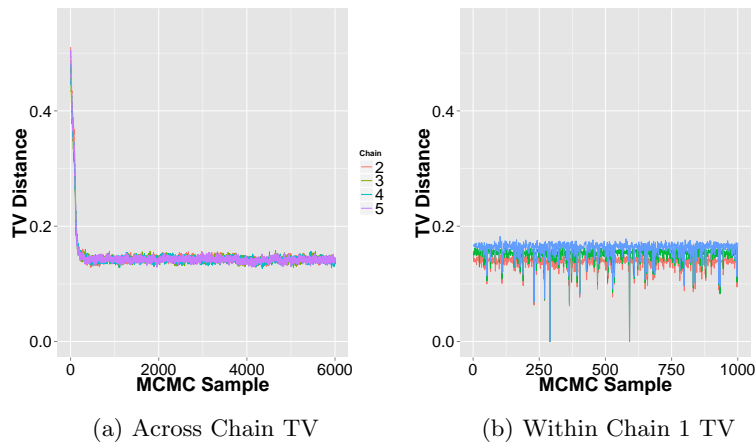 TV Distance
0.4
0.2
0.0
0 2000 4000 6000
MCMC Sample
Chain
2
3
4
5
(a) Across Chain TV
TV Distance
0.4
0.2
0.0
0 250 500 750 1000
MCMC Sample
(b) Within Chain 1 TV